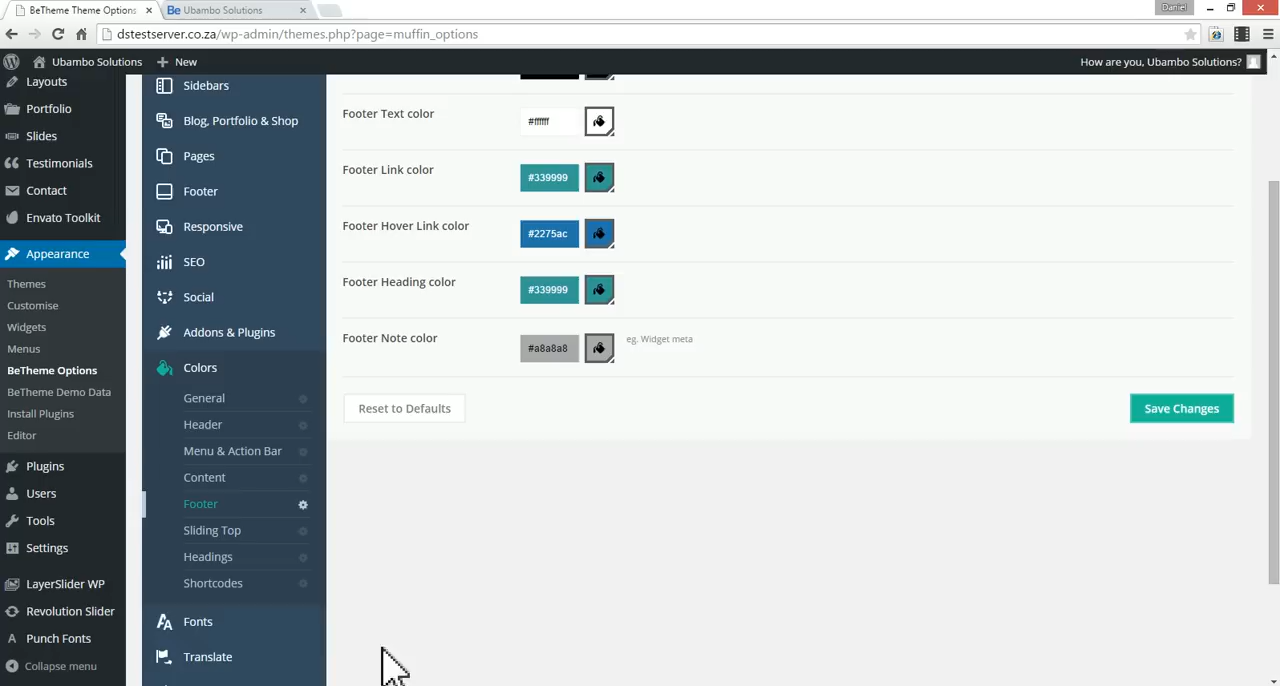 BeTheme Theme Options
Ubambo Solutions
Daniel
dstestserver.co.za/wp-admin/themes.php?page=muffin_options
Ubambo Solutions
New
How are you, Ubambo Solutions?
Layouts
Portfolio
Slides
Testimonials
Contact
Envato Toolkit
Appearance
Themes
Customise
Widgets
Menus
BeTheme Options
BeTheme Demo Data
Install Plugins
Editor
Plugins
Users
Tools
Settings
LayerSlider WP
Revolution Slider
Punch Fonts
Collapse menu
Sidebars
Blog, Portfolio & Shop
Pages
Footer
Responsive
SEO
Social
Addons & Plugins
Colors
General
Header
Menu & Action Bar
Content
Footer
Sliding Top
Headings
Shortcodes
Fonts
Translate
Footer Text color
#ffffff
Footer Link color
#339999
Footer Hover Link color
#2275ac
Footer Heading color
#339999
Footer Note color
#a8a8a8
eg. Widget meta
Reset to Defaults
Save Changes